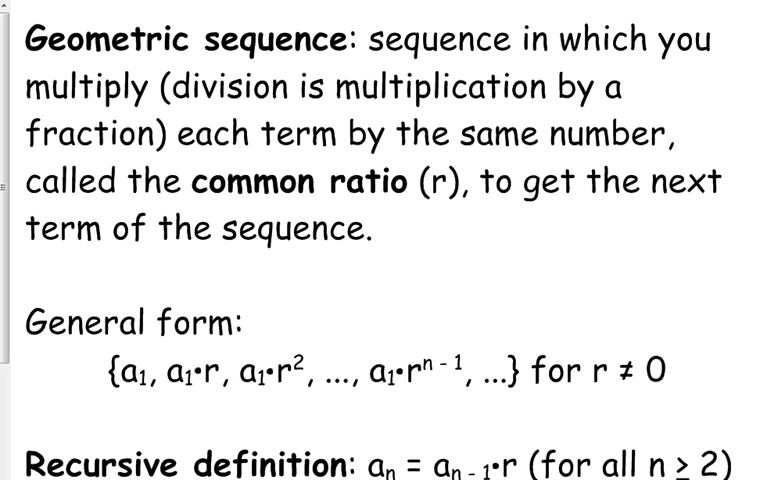 Geometric sequence: sequence in which you
multiply (division is multiplication by a
fraction) each term by the same number,
called the common ratio (r), to get the next
term of the sequence.
General form:
{a₁, a₁•r, a₁•r², ..., a₁•rⁿ ⁻ ¹, ...} for r ≠ 0
Recursive definition: aₙ = aₙ ₋ ₁•r (for all n ≥ 2)